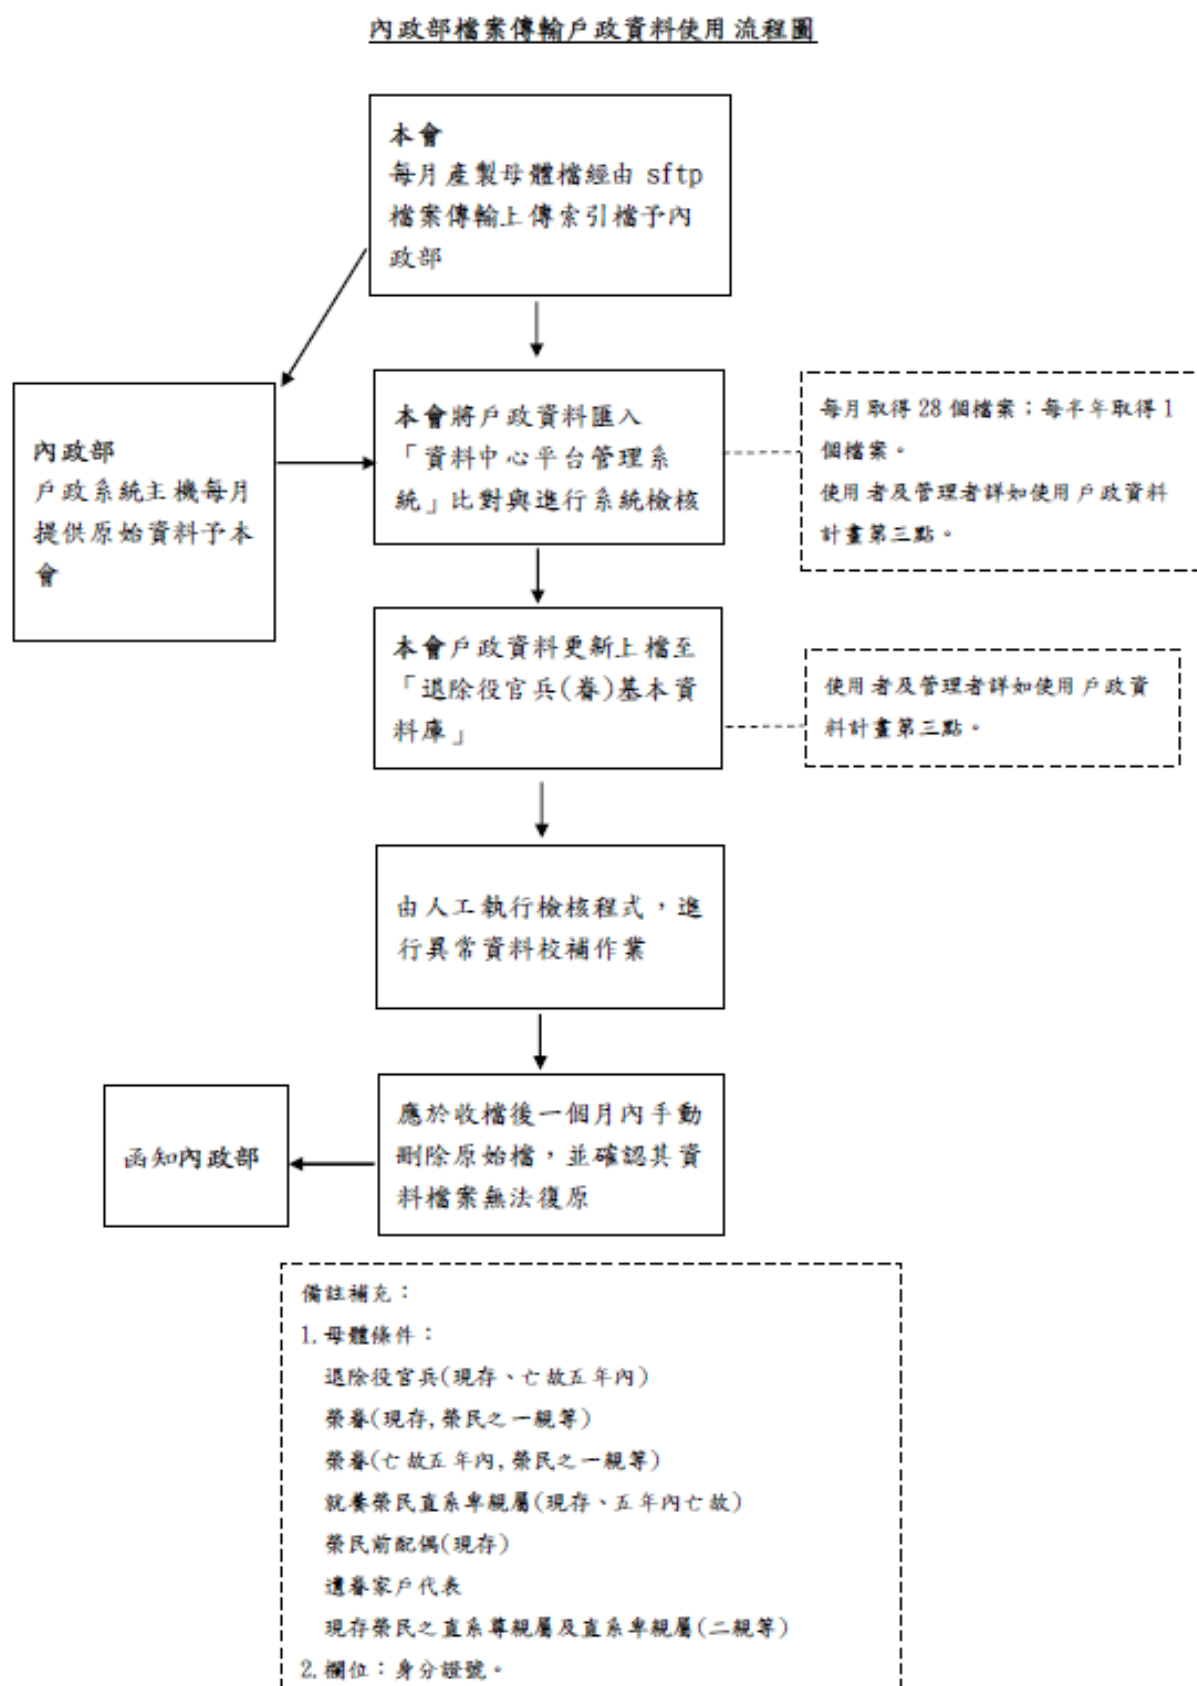 內政部檔案傳輸戶政資料使用流程圖
本會
每月產製母體檔經由 sftp
檔案傳輸上傳索引檔予內
政部
內政部
戶政系統主機每月
提供原始資料予本
會
本會將戶政資料匯入
「資料中心平台管理系
統」比對與進行系統檢核
每月取得 28 個檔案；每半年取得 1
個檔案。
使用者及管理者詳如使用戶政資料
計畫第三點。
本會戶政資料更新上檔至
「退除役官兵(眷)基本資
料庫」
使用者及管理者詳如使用戶政資
料計畫第三點。
由人工執行檢核程式，進
行異常資料校補作業
應於收檔後一個月內手動
刪除原始檔，並確認其資
料檔案無法復原
函知內政部
備註補充：
1.母體條件：
退除役官兵(現存、亡故五年內)
榮眷(現存,榮民之一親等)
榮眷(亡故五年內,榮民之一親等)
就養榮民直系卑親屬(現存、五年內亡故)
榮民前配偶(現存)
遺眷家戶代表
現存榮民之直系尊親屬及直系卑親屬(二親等)
2.欄位：身分證號。